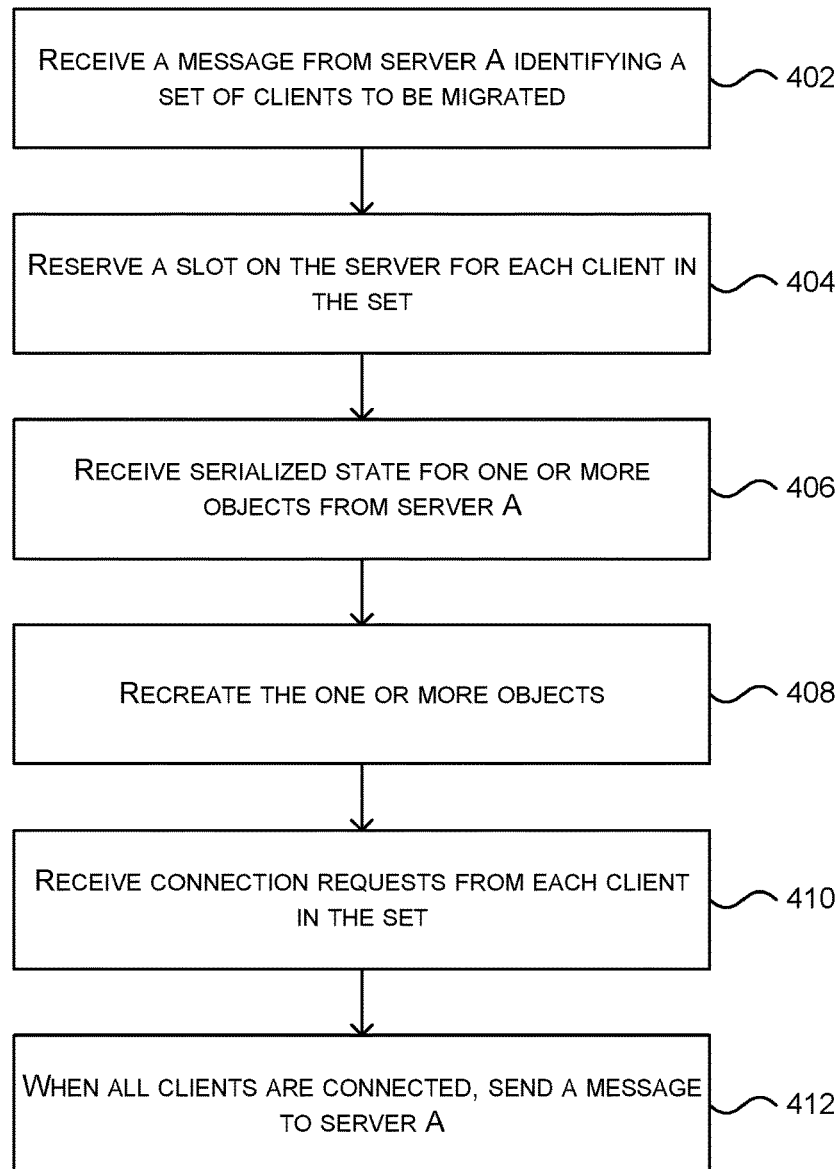 RECEIVE A MESSAGE FROM SERVER A IDENTIFYING A
SET OF CLIENTS TO BE MIGRATED
402
RESERVE A SLOT ON THE SERVER FOR EACH CLIENT IN
THE SET
404
RECEIVE SERIALIZED STATE FOR ONE OR MORE
OBJECTS FROM SERVER A
406
RECREATE THE ONE OR MORE OBJECTS
408
RECEIVE CONNECTION REQUESTS FROM EACH CLIENT
IN THE SET
410
WHEN ALL CLIENTS ARE CONNECTED, SEND A MESSAGE
TO SERVER A
412